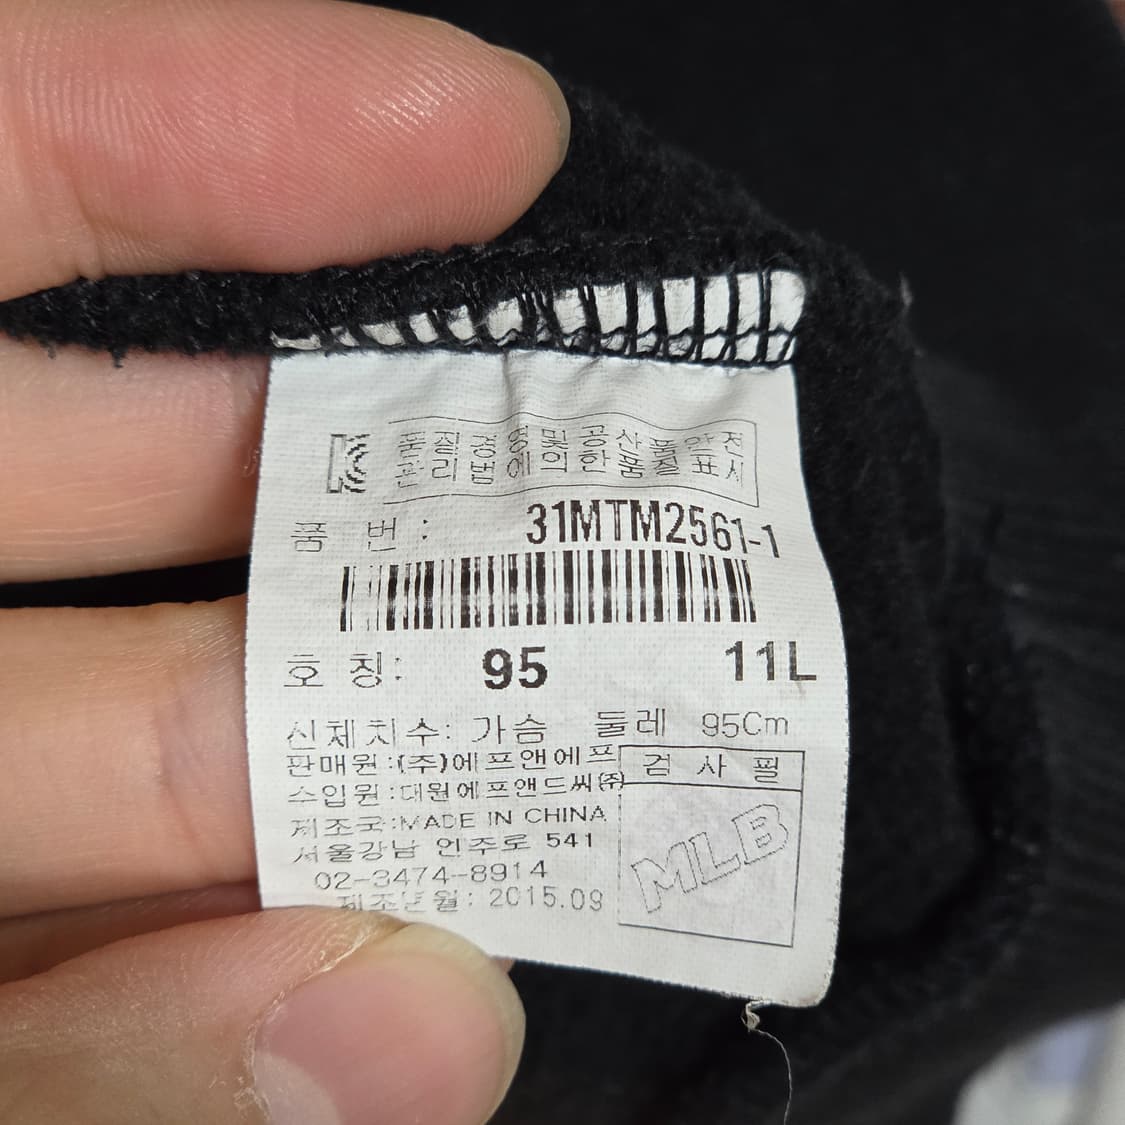 품질경영및공산품안전
관리법에의한품질표시
품 번 : 31MTM2561-1
호 칭: 95 11L
신체치수: 가슴 둘레 95Cm
판매원:(주)에프앤에프
수입원:대원에프앤드씨(주)
제조국:MADE IN CHINA
서울강남 언주로 541
02-3474-8914
제조년월: 2015.09
검 사 필
MLB